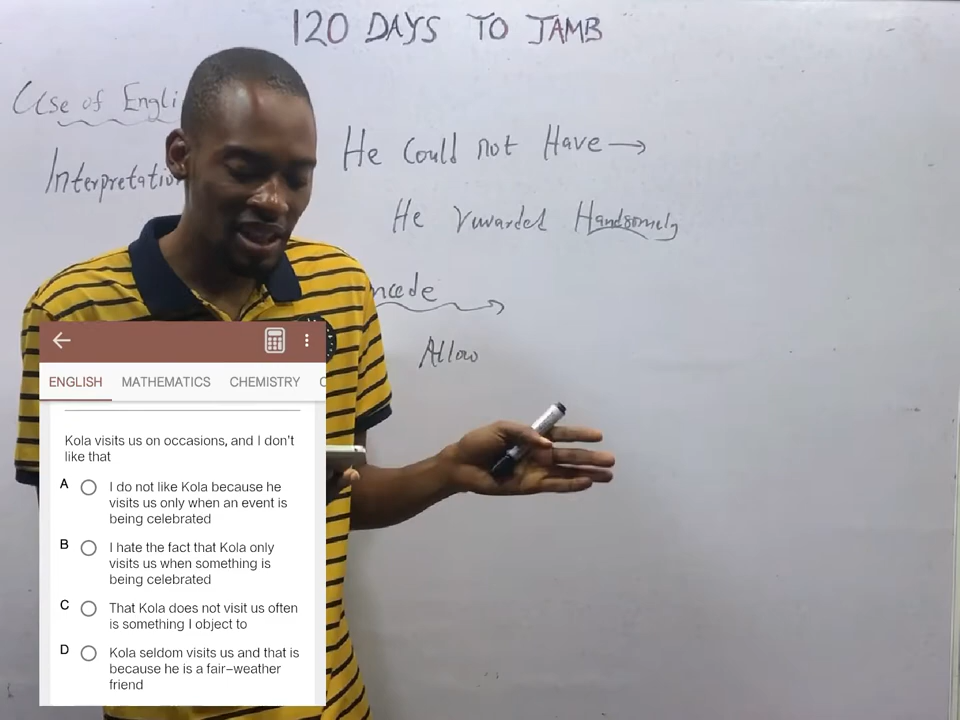 120 DAYS TO JAMB
Use of Engli
Interpretation
He Could not Have →
He rewarded Handsomely
ncede
Allow
ENGLISH MATHEMATICS CHEMISTRY
Kola visits us on occasions, and I don't
like that
A I do not like Kola because he
visits us only when an event is
being celebrated
B I hate the fact that Kola only
visits us when something is
being celebrated
C That Kola does not visit us often
is something I object to
D Kola seldom visits us and that is
because he is a fair–weather
friend